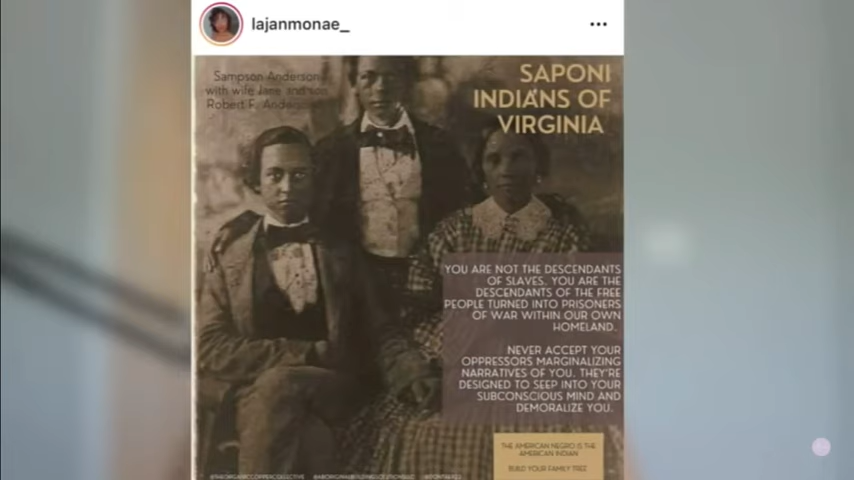 lajanmonae_
Sampson Anderson
with wife Jane and son
Robert F. Anderson
SAPONI
INDIANS OF
VIRGINIA
YOU ARE NOT THE DESCENDANTS
OF SLAVES. YOU ARE THE
DESCENDANTS OF THE FREE
PEOPLE TURNED INTO PRISONERS
OF WAR WITHIN OUR OWN
HOMELAND.
NEVER ACCEPT YOUR
OPPRESSORS MARGINALIZING
NARRATIVES OF YOU. THEY'RE
DESIGNED TO SEEP INTO YOUR
SUBCONSCIOUS MIND AND
DEMORALIZE YOU.
THE AMERICAN NEGRO IS THE
AMERICAN INDIAN
BUILD YOUR FAMILY TREE